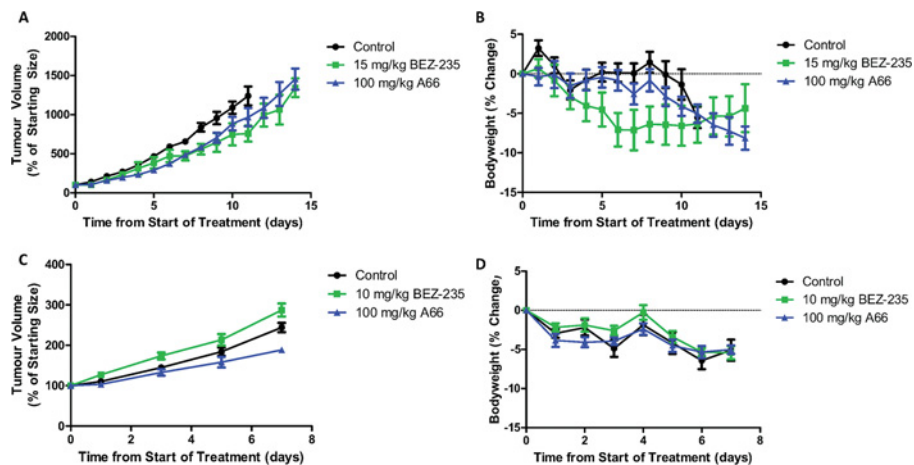 A
Tumour Volume
(% of Starting Size)
2000
1500
1000
500
0
0
5
10
15
Time from Start of Treatment (days)
Control
15 mg/kg BEZ-235
100 mg/kg A66
B
Bodyweight (% Change)
5
0
-5
-10
-15
0
5
10
15
Time from Start of Treatment (days)
Control
15 mg/kg BEZ-235
100 mg/kg A66
C
Tumour Volume
(% of Starting Size)
400
300
200
100
0
0
2
4
6
8
Time from Start of Treatment (days)
Control
10 mg/kg BEZ-235
100 mg/kg A66
D
Bodyweight (% Change)
5
0
-5
-10
-15
0
2
4
6
8
Time from Start of Treatment (days)
Control
10 mg/kg BEZ-235
100 mg/kg A66